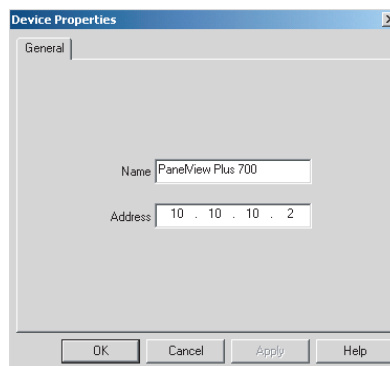 Device Properties
General
Name PanelView Plus 700
Address 10 . 10 . 10 . 2
OK Cancel Apply Help